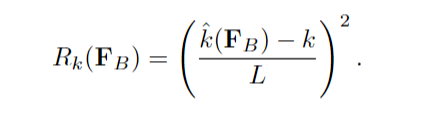 $R_k(\mathbf{F}_B) = \left( \frac{\hat{k}(\mathbf{F}_B) - k}{L} \right)^2.$